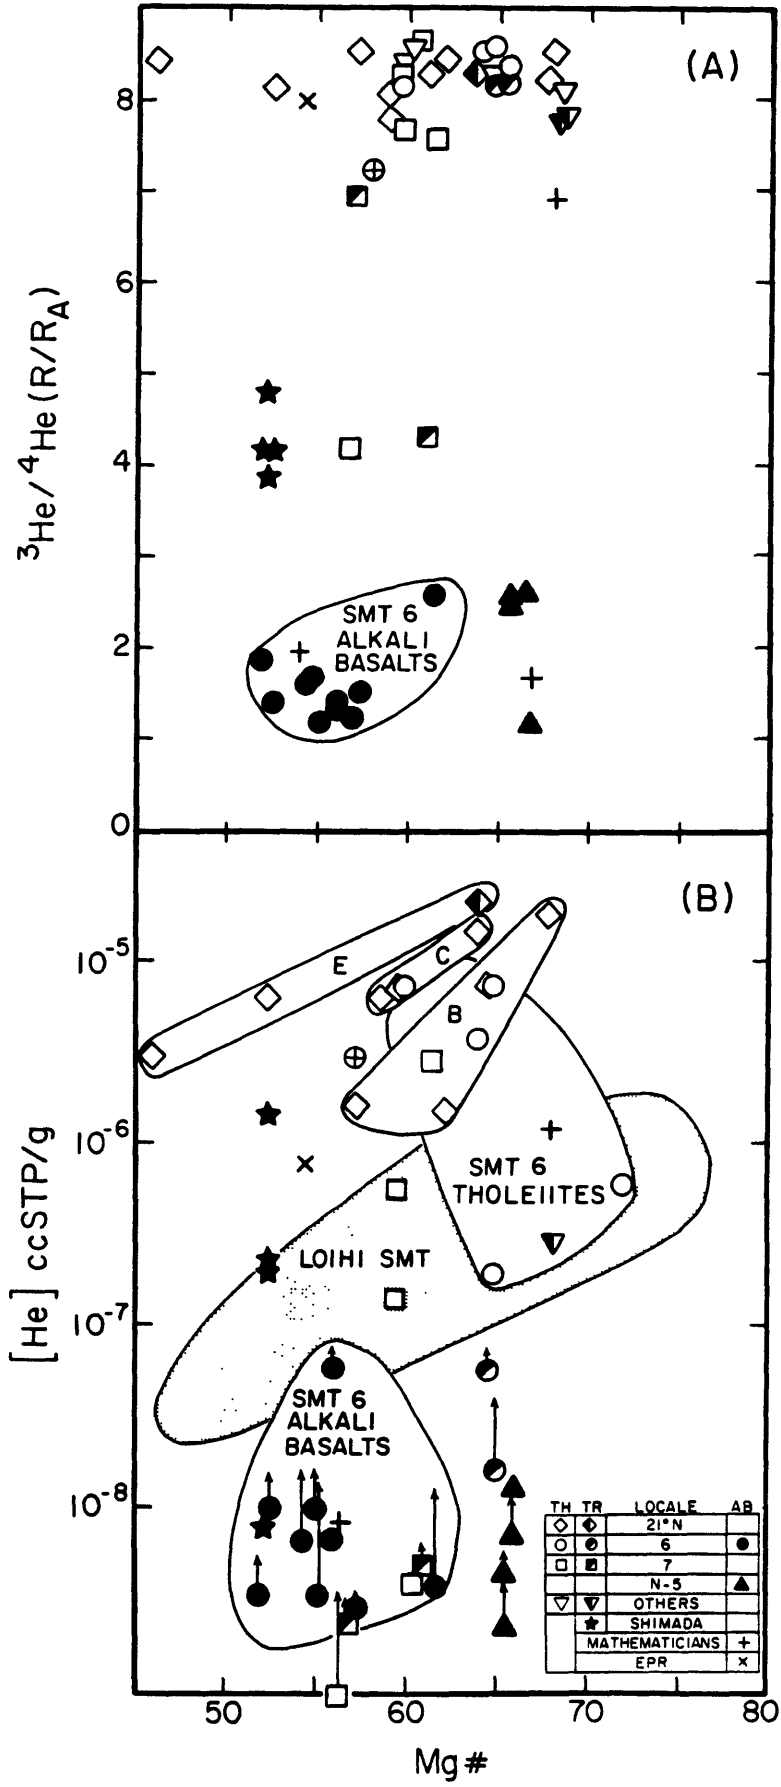 (A)
8
6
4
2
0
³He/⁴He (R/R_A)
SMT 6
ALKALI
BASALTS
(B)
10⁻⁵
10⁻⁶
10⁻⁷
10⁻⁸
[He] ccSTP/g
E
C
B
SMT 6
THOLEIITES
LOIHI SMT
SMT 6
ALKALI
BASALTS
TH TR LOCALE AB
21°N
6
7
N-5
OTHERS
SHIMADA
MATHEMATICIANS +
EPR ×
50 60 70 80
Mg#